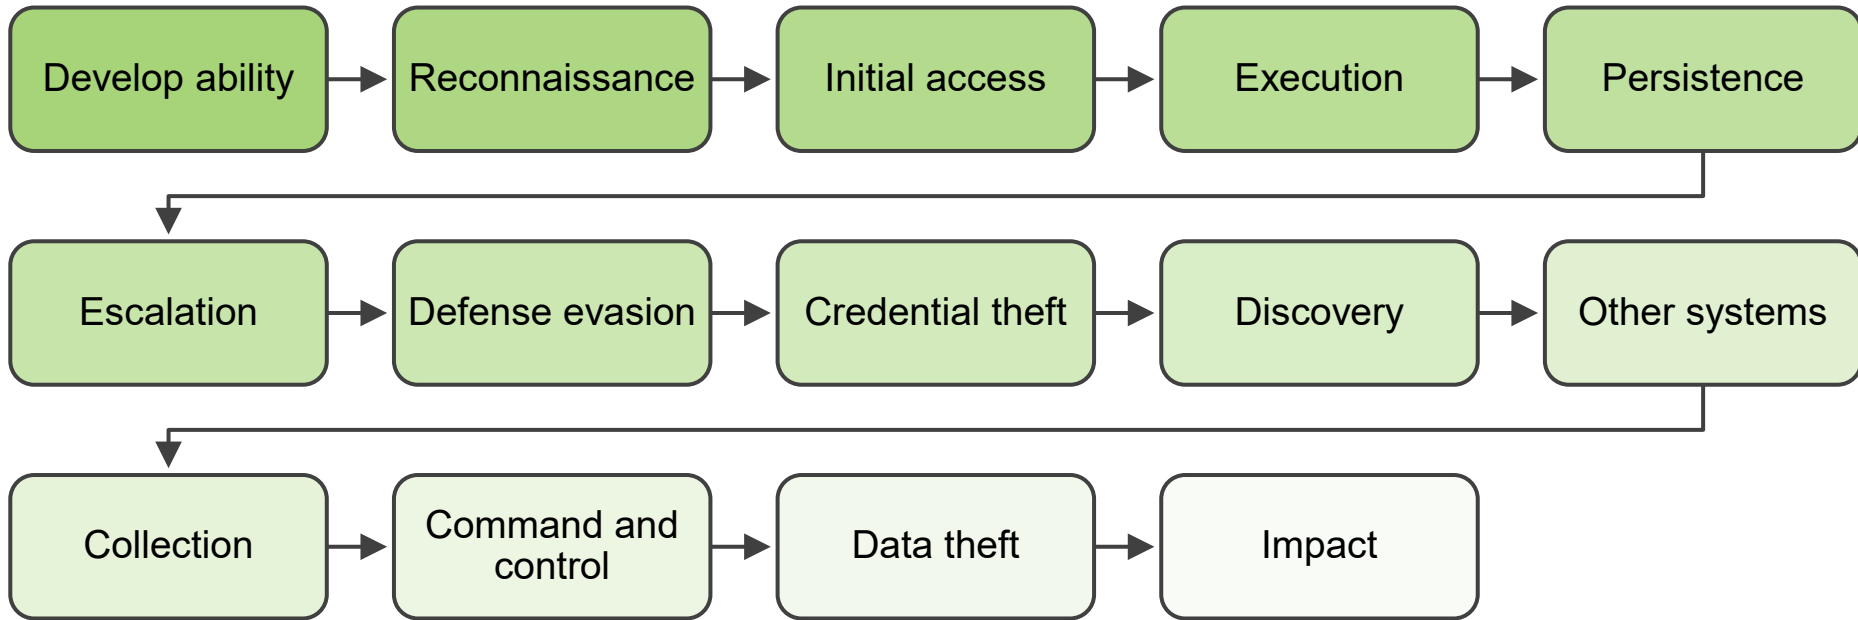 Develop ability
Reconnaissance
Initial access
Execution
Persistence
Escalation
Defense evasion
Credential theft
Discovery
Other systems
Collection
Command and
control
Data theft
Impact